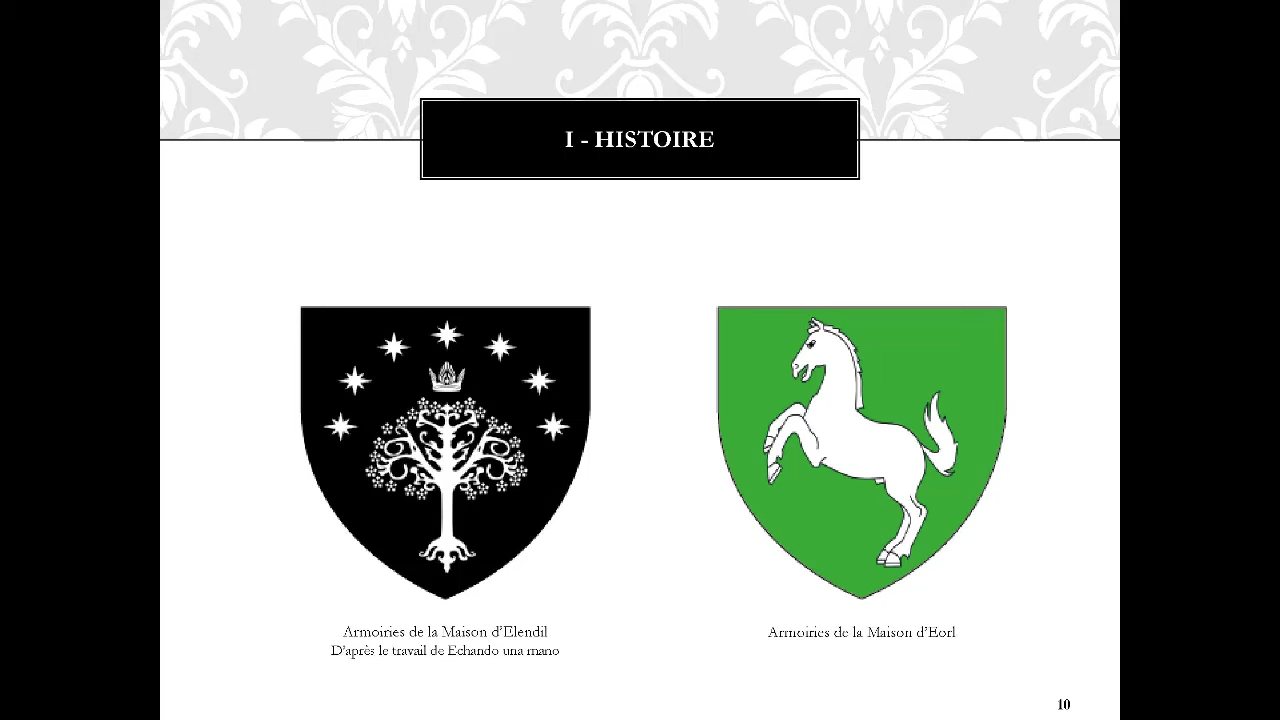 I - HISTOIRE
Armoiries de la Maison d’Elendil
D'après le travail de Echando una mano
Armoiries de la Maison d’Eorl
10